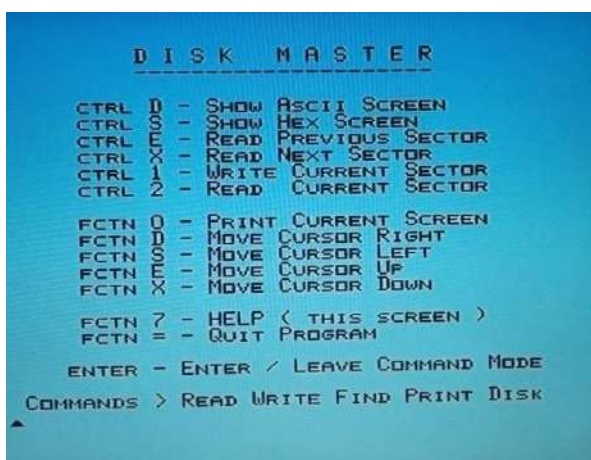 DISK MASTER
CTRL D - SHOW ASCII SCREEN
CTRL S - SHOW HEX SCREEN
CTRL E - READ PREVIOUS SECTOR
CTRL X - READ NEXT SECTOR
CTRL 1 - WRITE CURRENT SECTOR
CTRL 2 - READ CURRENT SECTOR
FCTN 0 - PRINT CURRENT SCREEN
FCTN D - MOVE CURSOR RIGHT
FCTN S - MOVE CURSOR LEFT
FCTN E - MOVE CURSOR UP
FCTN X - MOVE CURSOR DOWN
FCTN 7 - HELP ( THIS SCREEN )
FCTN = - QUIT PROGRAM
ENTER - ENTER / LEAVE COMMAND MODE
COMMANDS > READ WRITE FIND PRINT DISK